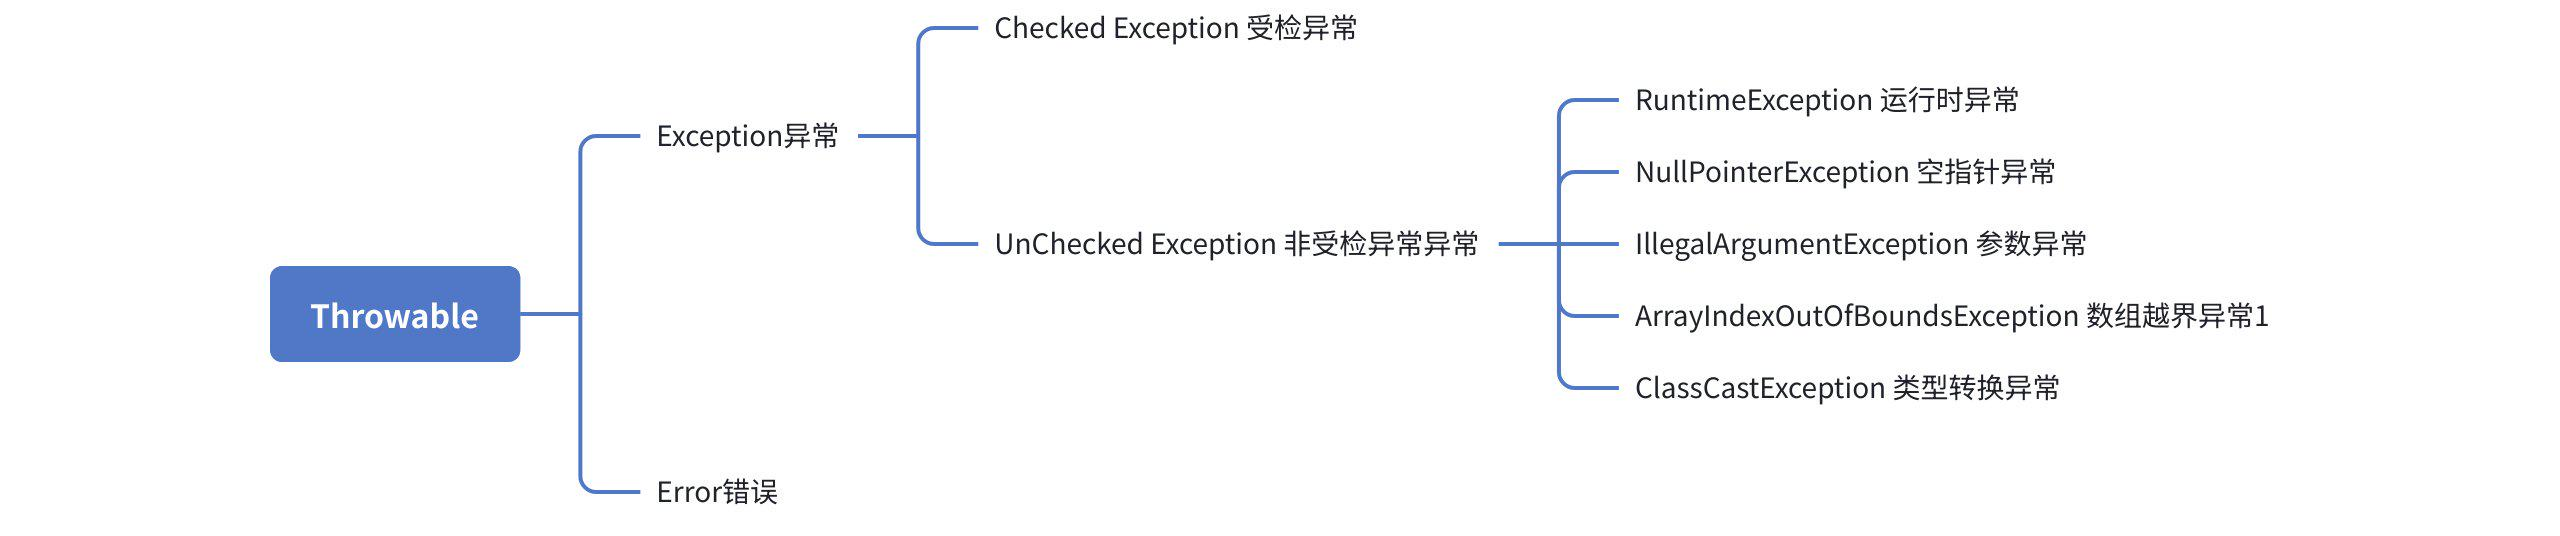 Throwable
Exception异常
Checked Exception 受检异常
UnChecked Exception 非受检异常异常
RuntimeException 运行时异常
NullPointerException 空指针异常
IllegalArgumentException 参数异常
ArrayIndexOutOfBoundsException 数组越界异常1
ClassCastException 类型转换异常
Error错误